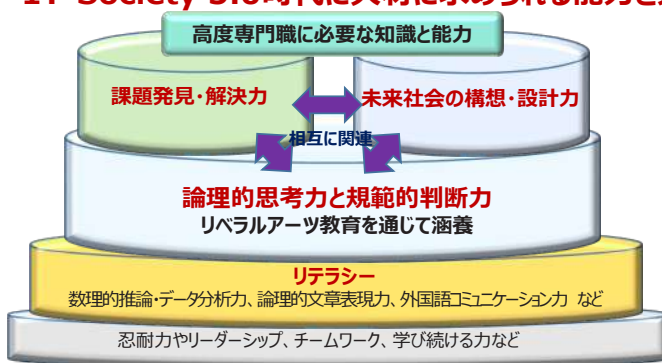 高度専門職に必要な知識と能力
課題発見・解決力
未来社会の構想・設計力
相互に関連
論理的思考力と規範的判断力
リベラルアーツ教育を通じて涵養
リテラシー
数理的推論・データ分析力、論理的文章表現力、外国語コミュニケーション力 など
忍耐力やリーダーシップ、チームワーク、学び続ける力など